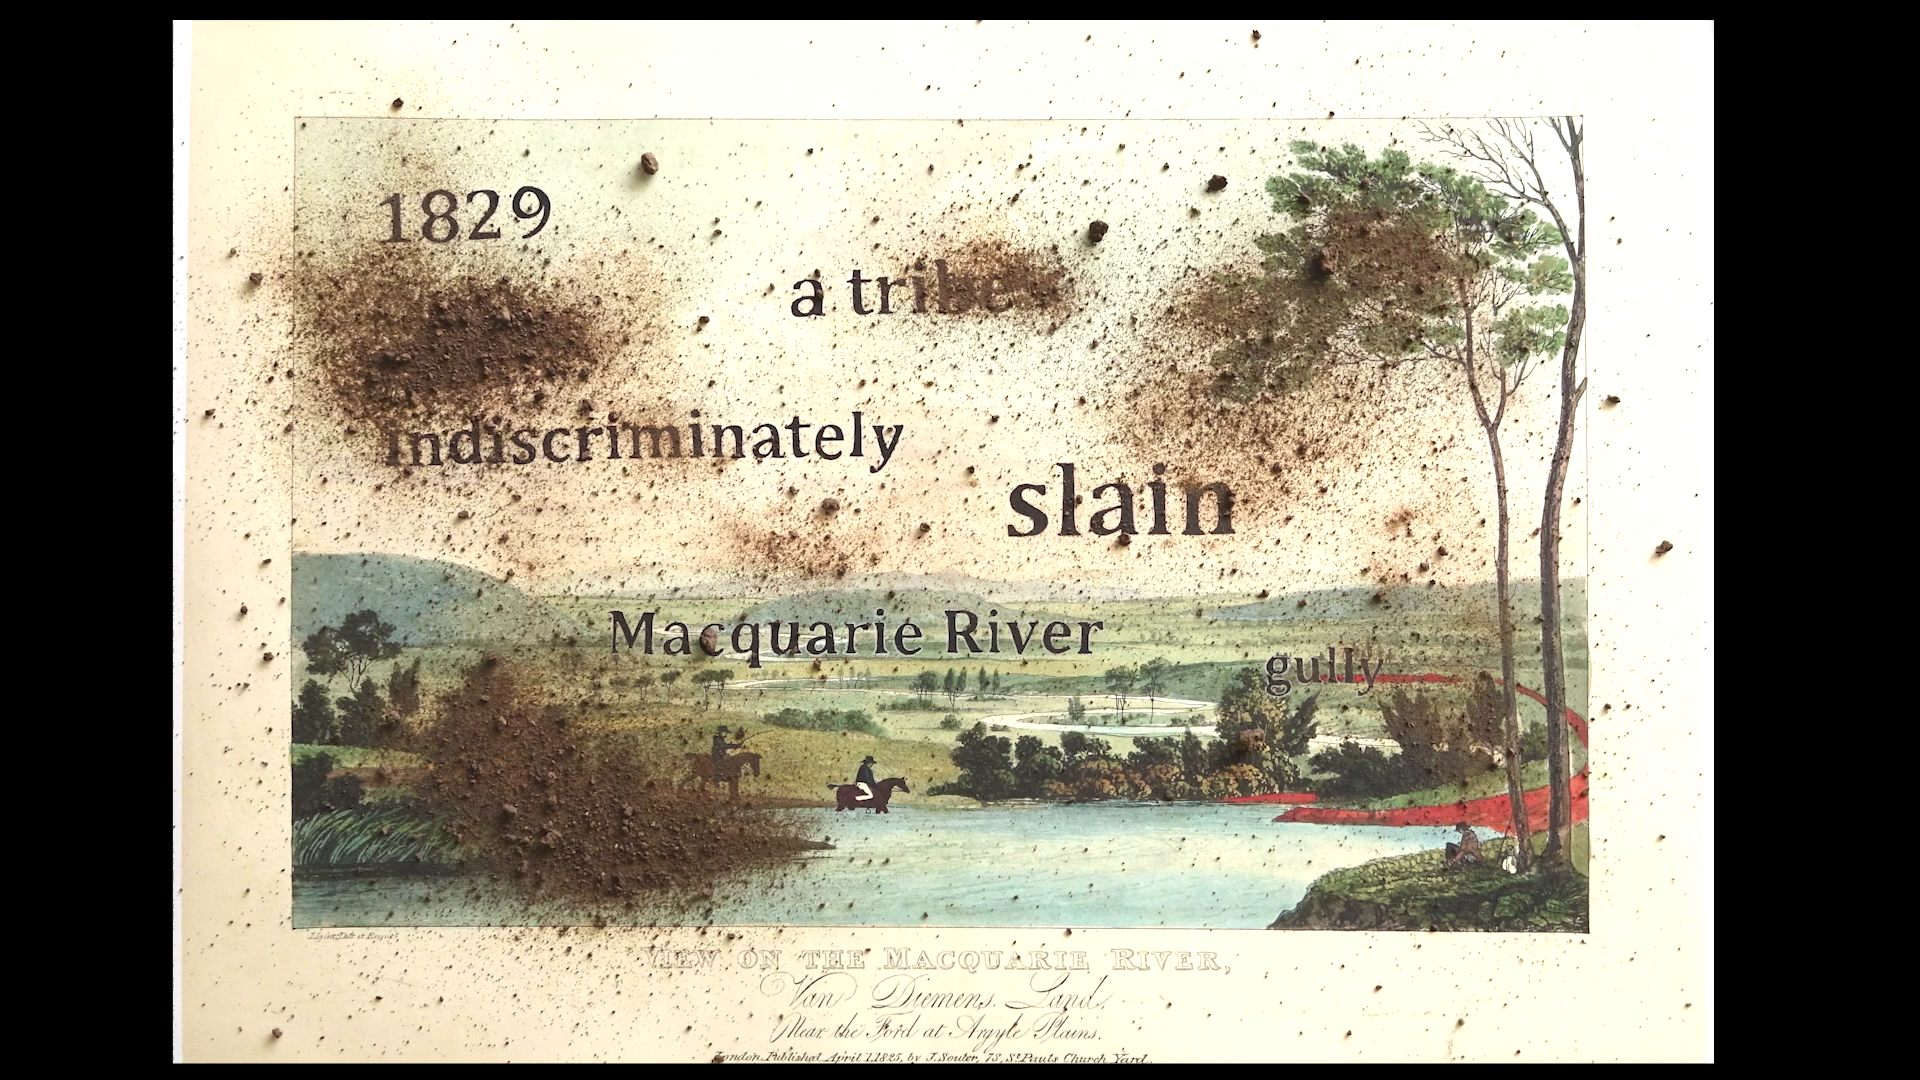 1829
a tribe
indiscriminately
slain
Macquarie River
gully
VIEW ON THE MACQUARIE RIVER,
Van Diemens Land,
Near the Ford at Argyle Plains.
London. Published April 1. 1825, by J. Souter, 73, St. Pauls Church Yard.